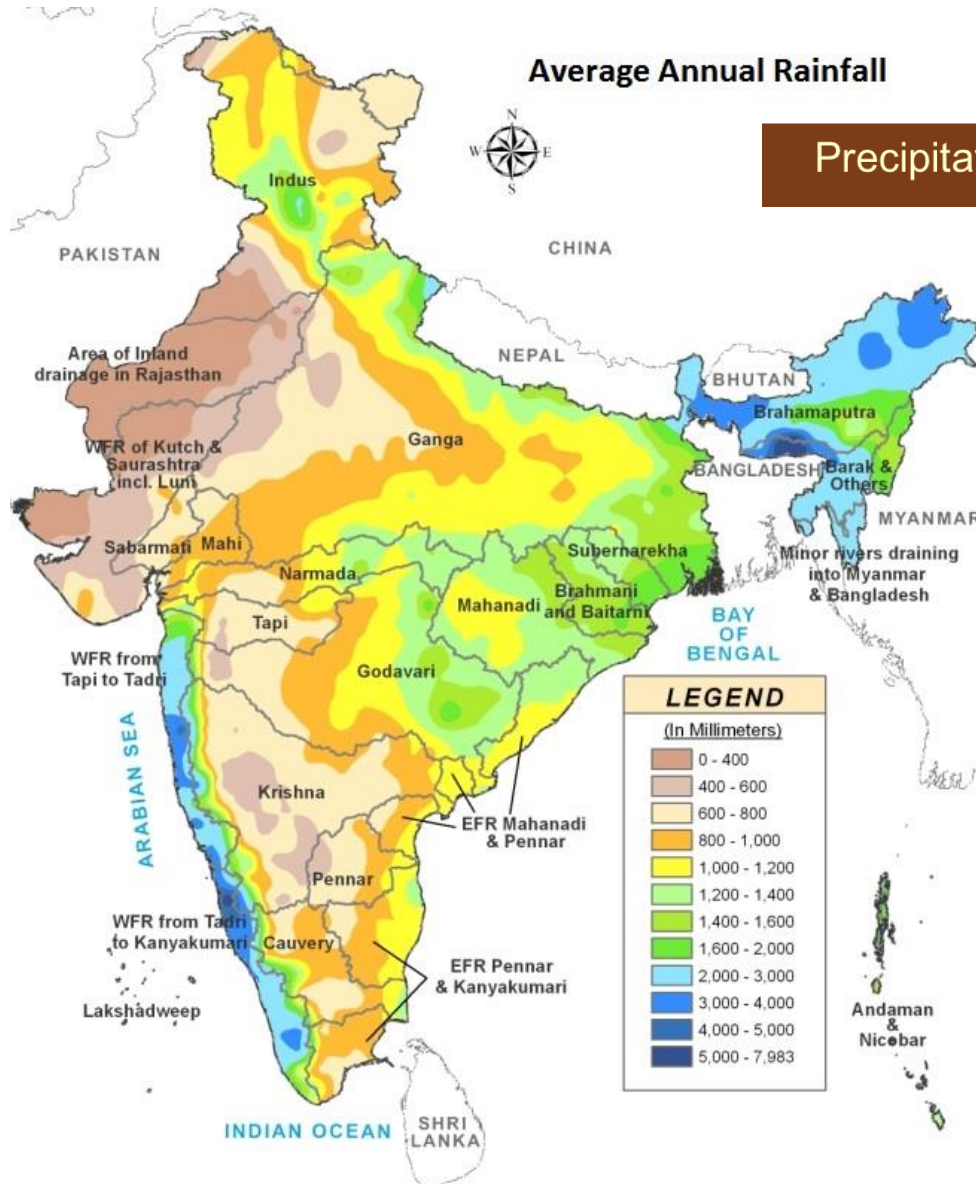 Average Annual Rainfall
Precipitat
N
W E
S
Indus
PAKISTAN
CHINA
NEPAL
BHUTAN
Area of Inland
drainage in Rajasthan
Brahamaputra
WFR of Kutch &
Saurashtra
incl. Luni
Ganga
BANGLADESH
Barak &
Others
MYANMAR
Sabarmati
Mahi
Subernarekha
Minor rivers draining
into Myanmar
& Bangladesh
Narmada
Brahmani
and Baitarni
Mahanadi
Tapi
BAY
OF
BENGAL
WFR from
Tapi to Tadri
Godavari
LEGEND
(In Millimeters)
0 - 400
400 - 600
600 - 800
800 - 1,000
1,000 - 1,200
1,200 - 1,400
1,400 - 1,600
1,600 - 2,000
2,000 - 3,000
3,000 - 4,000
4,000 - 5,000
5,000 - 7,983
ARABIAN SEA
Krishna
EFR Mahanadi
& Pennar
Pennar
WFR from Tadri
to Kanyakumari
Cauvery
EFR Pennar
& Kanyakumari
Lakshadweep
Andaman
&
Nicobar
INDIAN OCEAN
SHRI
LANKA